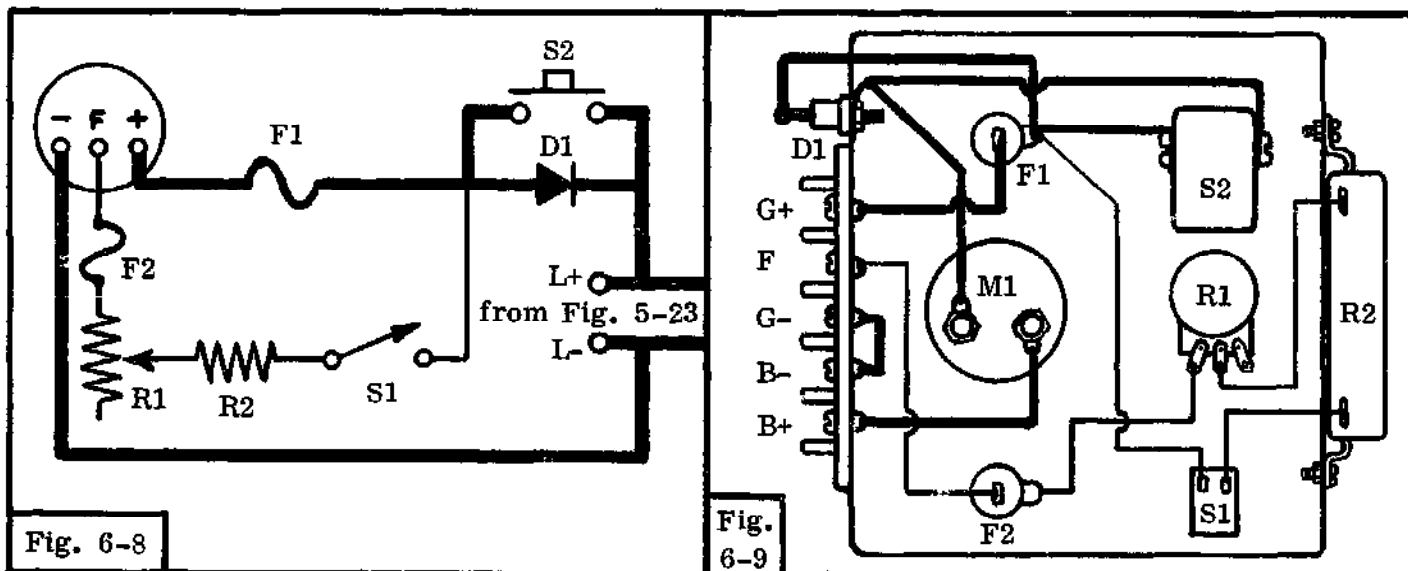 S2
- F +
F1
D1
F2
L+
from Fig. 5-23
L-
R1
R2
S1
Fig. 6-8
D1
F1
S2
G+
F
M1
R1
G-
R2
B-
B+
S1
F2
Fig.
6-9